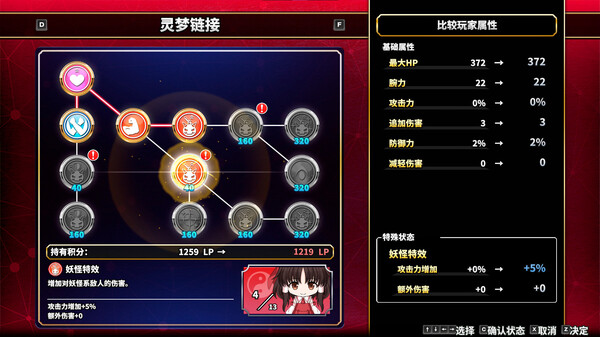 D 灵梦链接 F
160 320
40 40 320
160 160 160 320
持有积分： 1259 LP → 1219 LP
妖怪特效
增加对妖怪系敌人的伤害。
攻击力增加+5%
额外伤害+0
4/13
比较玩家属性
基础属性
最大HP 372 → 372
腕力 22 → 22
攻击力 0% → 0%
追加伤害 3 → 3
防御力 2% → 2%
减轻伤害 0 → 0
特殊状态
妖怪特效
攻击力增加 +0% → +5%
额外伤害 +0 → +0
↑↓←→选择 C确认状态 X取消 Z决定